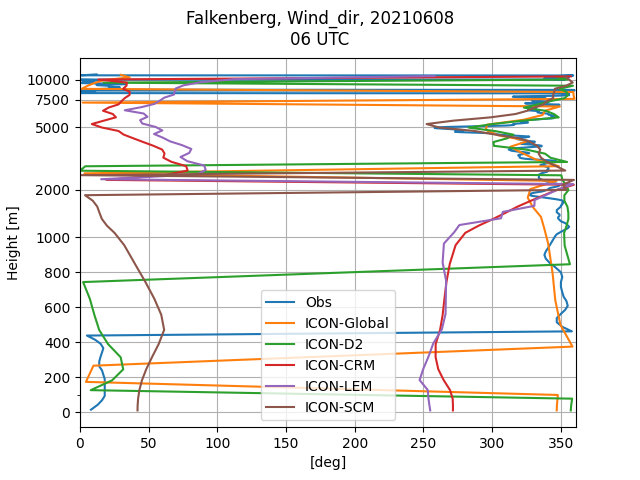 Falkenberg, Wind_dir, 20210608
06 UTC
Height [m]
10000
7500
5000
2000
1000
800
600
400
200
0
Obs
ICON-Global
ICON-D2
ICON-CRM
ICON-LEM
ICON-SCM
0 50 100 150 200 250 300 350
[deg]